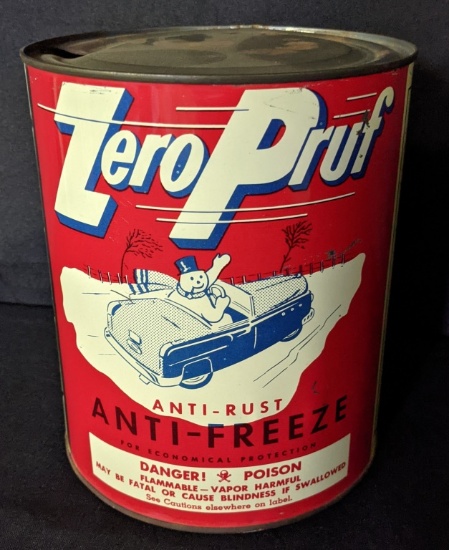 Zero Pruf
ANTI-RUST
ANTI-FREEZE
FOR ECONOMICAL PROTECTION
DANGER! POISON
FLAMMABLE—VAPOR HARMFUL
MAY BE FATAL OR CAUSE BLINDNESS IF SWALLOWED
See Cautions elsewhere on label.